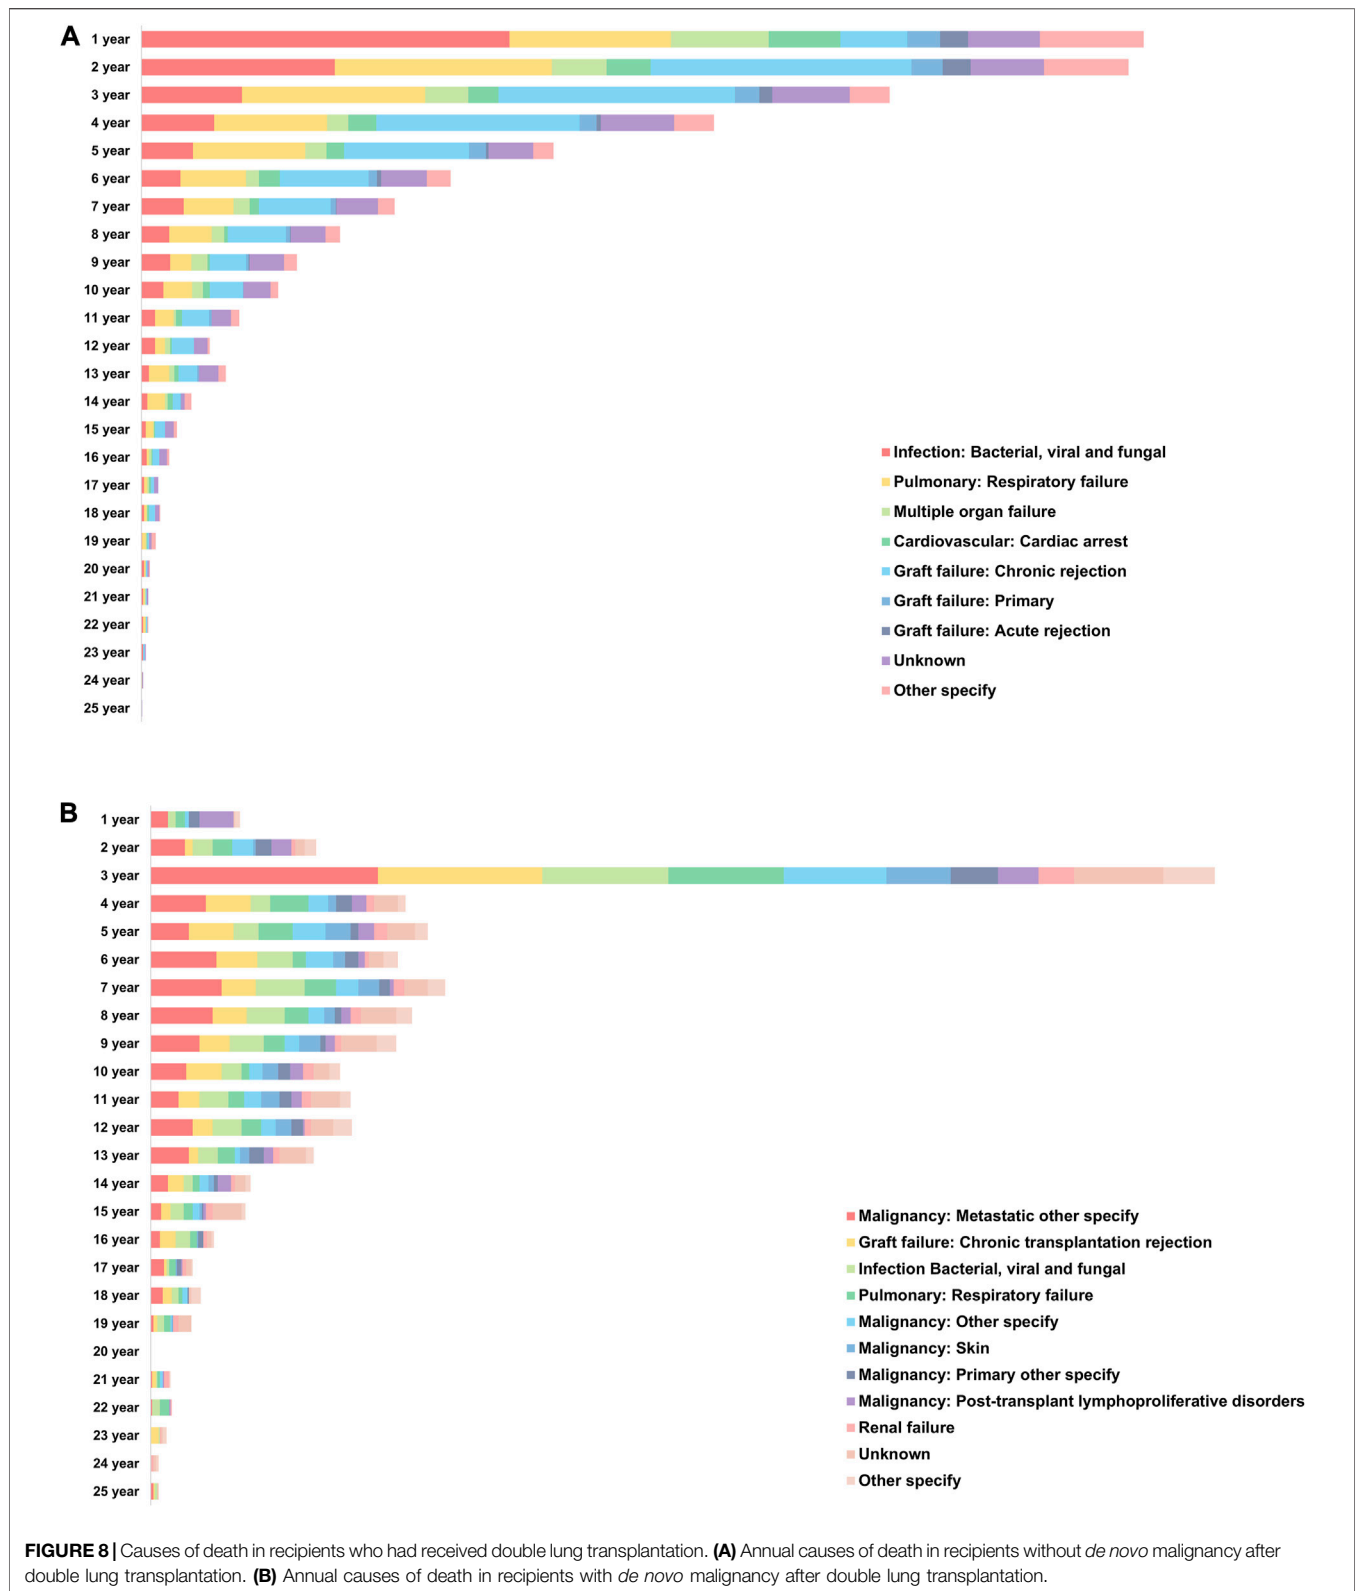 A
1 year
2 year
3 year
4 year
5 year
6 year
7 year
8 year
9 year
10 year
11 year
12 year
13 year
14 year
15 year
16 year
17 year
18 year
19 year
20 year
21 year
22 year
23 year
24 year
25 year
Infection: Bacterial, viral and fungal
Pulmonary: Respiratory failure
Multiple organ failure
Cardiovascular: Cardiac arrest
Graft failure: Chronic rejection
Graft failure: Primary
Graft failure: Acute rejection
Unknown
Other specify
B
1 year
2 year
3 year
4 year
5 year
6 year
7 year
8 year
9 year
10 year
11 year
12 year
13 year
14 year
15 year
16 year
17 year
18 year
19 year
20 year
21 year
22 year
23 year
24 year
25 year
Malignancy: Metastatic other specify
Graft failure: Chronic transplantation rejection
Infection Bacterial, viral and fungal
Pulmonary: Respiratory failure
Malignancy: Other specify
Malignancy: Skin
Malignancy: Primary other specify
Malignancy: Post-transplant lymphoproliferative disorders
Renal failure
Unknown
Other specify
FIGURE 8 | Causes of death in recipients who had received double lung transplantation. (A) Annual causes of death in recipients without de novo malignancy after
double lung transplantation. (B) Annual causes of death in recipients with de novo malignancy after double lung transplantation.